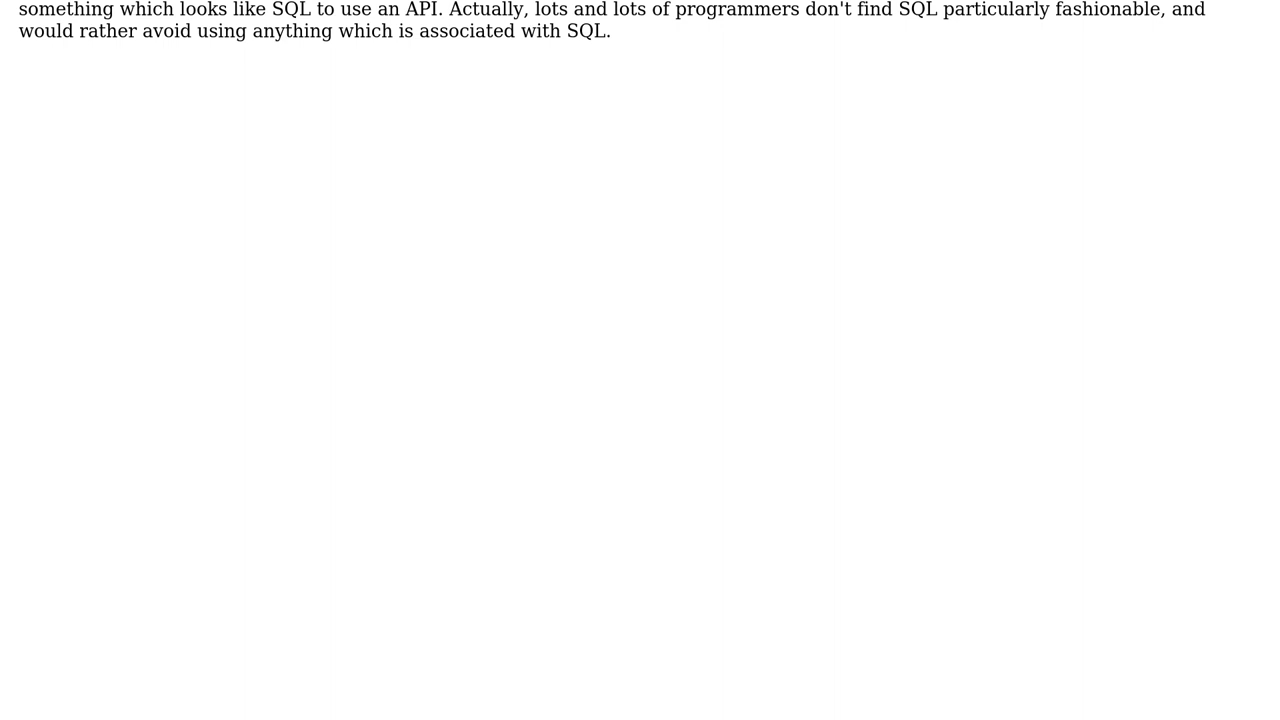 something which looks like SQL to use an API. Actually, lots and lots of programmers don't find SQL particularly fashionable, and
would rather avoid using anything which is associated with SQL.